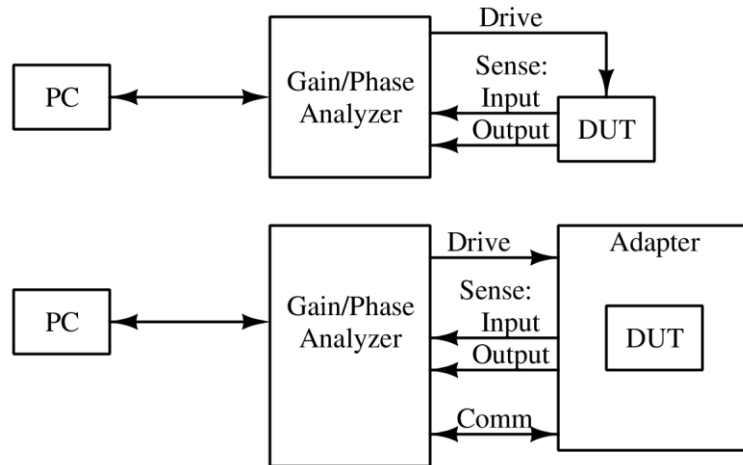 Drive
PC
Gain/Phase
Analyzer
Sense:
Input
Output
DUT
Drive
Adapter
PC
Gain/Phase
Analyzer
Sense:
Input
Output
DUT
Comm